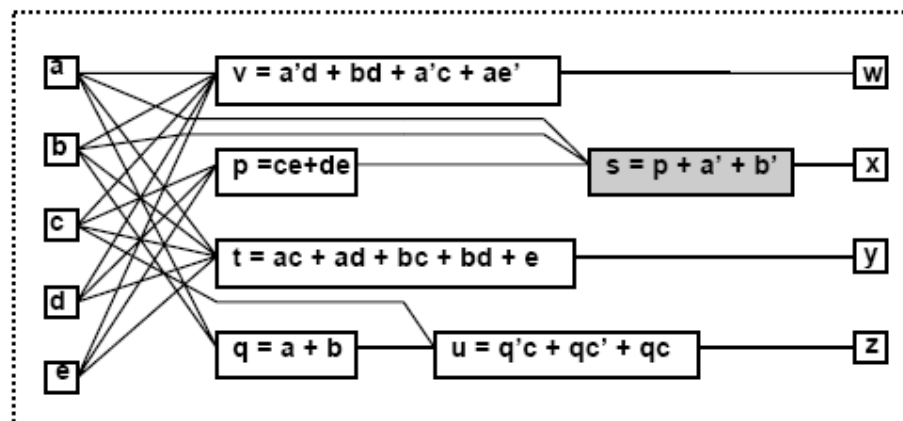 a
v = a'd + bd + a'c + ae'
w
b
p =ce+de
s = p + a' + b'
x
c
t = ac + ad + bc + bd + e
y
d
q = a + b
u = q'c + qc' + qc
z
e